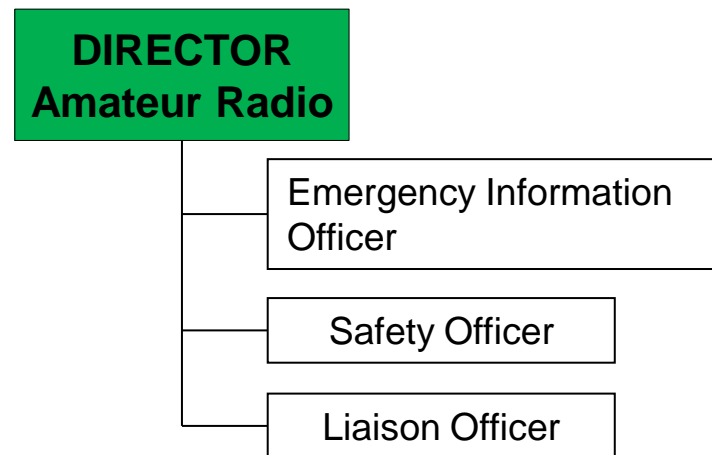 DIRECTOR
Amateur Radio
Emergency Information
Officer
Safety Officer
Liaison Officer